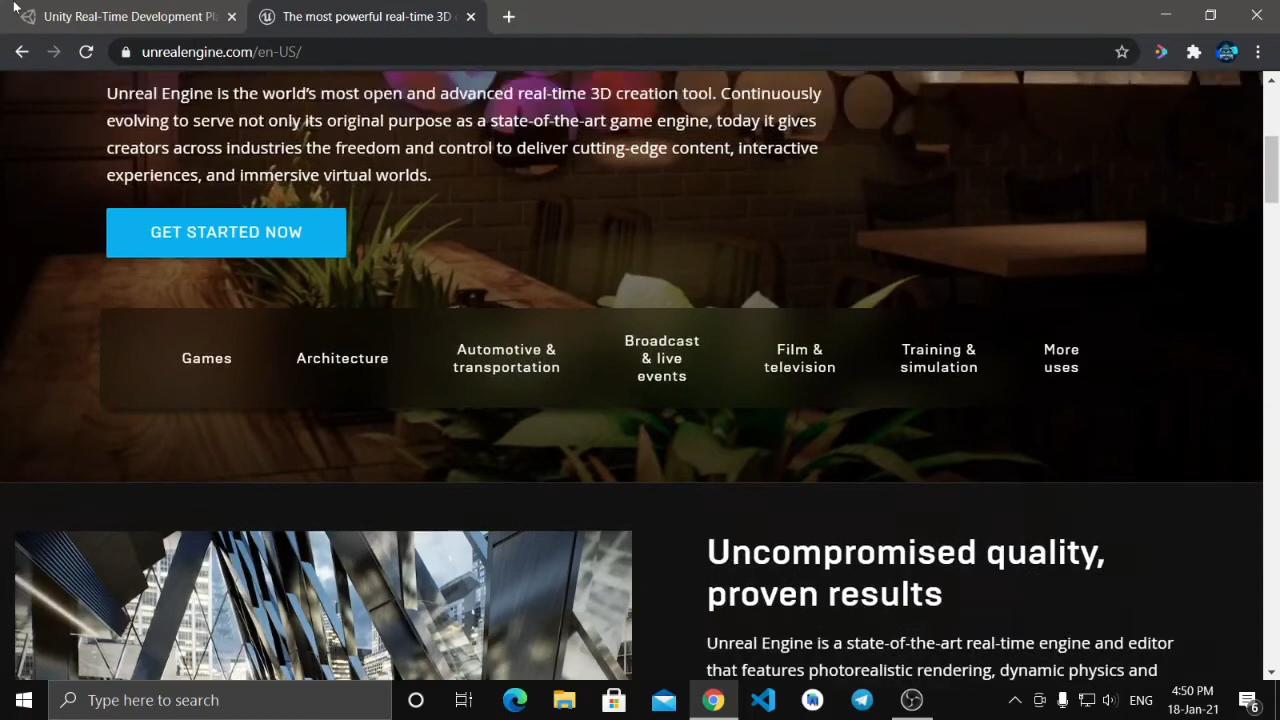 Unity Real-Time Development Pl
The most powerful real-time 3D
unrealengine.com/en-US/
Unreal Engine is the world’s most open and advanced real-time 3D creation tool. Continuously
evolving to serve not only its original purpose as a state-of-the-art game engine, today it gives
creators across industries the freedom and control to deliver cutting-edge content, interactive
experiences, and immersive virtual worlds.
GET STARTED NOW
Games
Architecture
Automotive &
transportation
Broadcast
& live
events
Film &
television
Training &
simulation
More
uses
Uncompromised quality,
proven results
Unreal Engine is a state-of-the-art real-time engine and editor
that features photorealistic rendering, dynamic physics and
Type here to search
ENG
4:50 PM
18-Jan-21
6